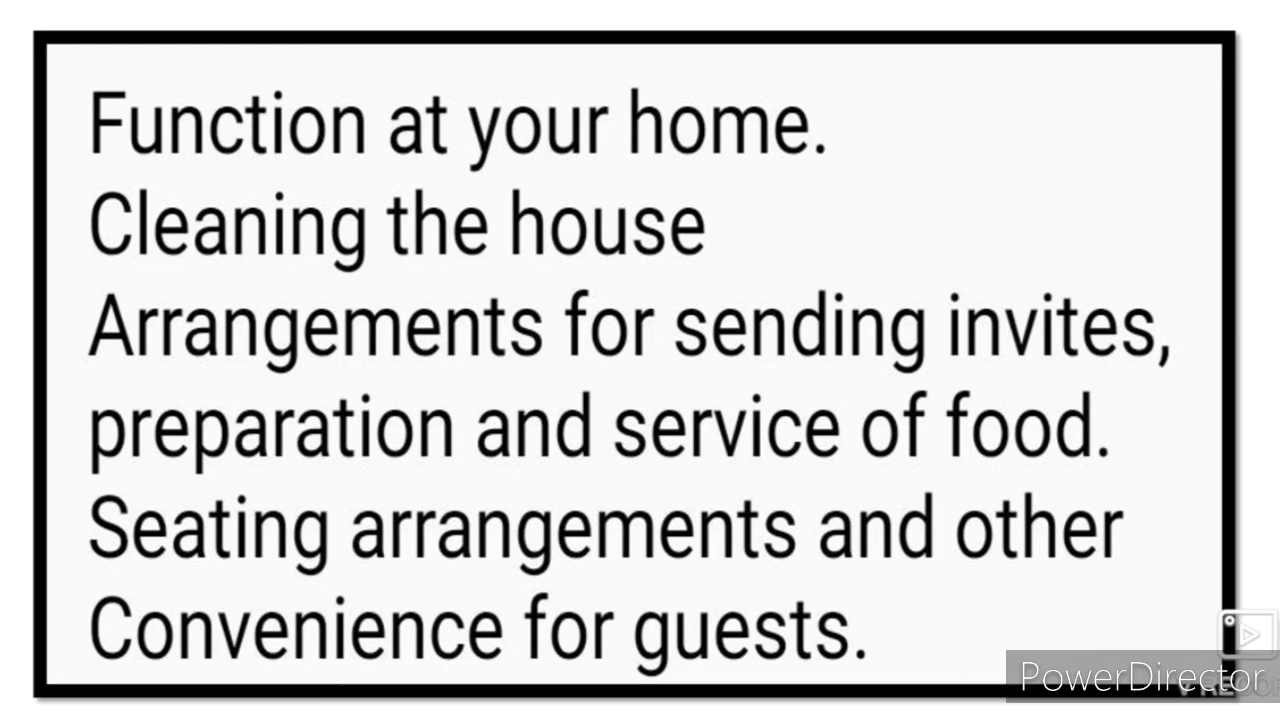 Function at your home.
Cleaning the house
Arrangements for sending invites,
preparation and service of food.
Seating arrangements and other
Convenience for guests.
PowerDirector